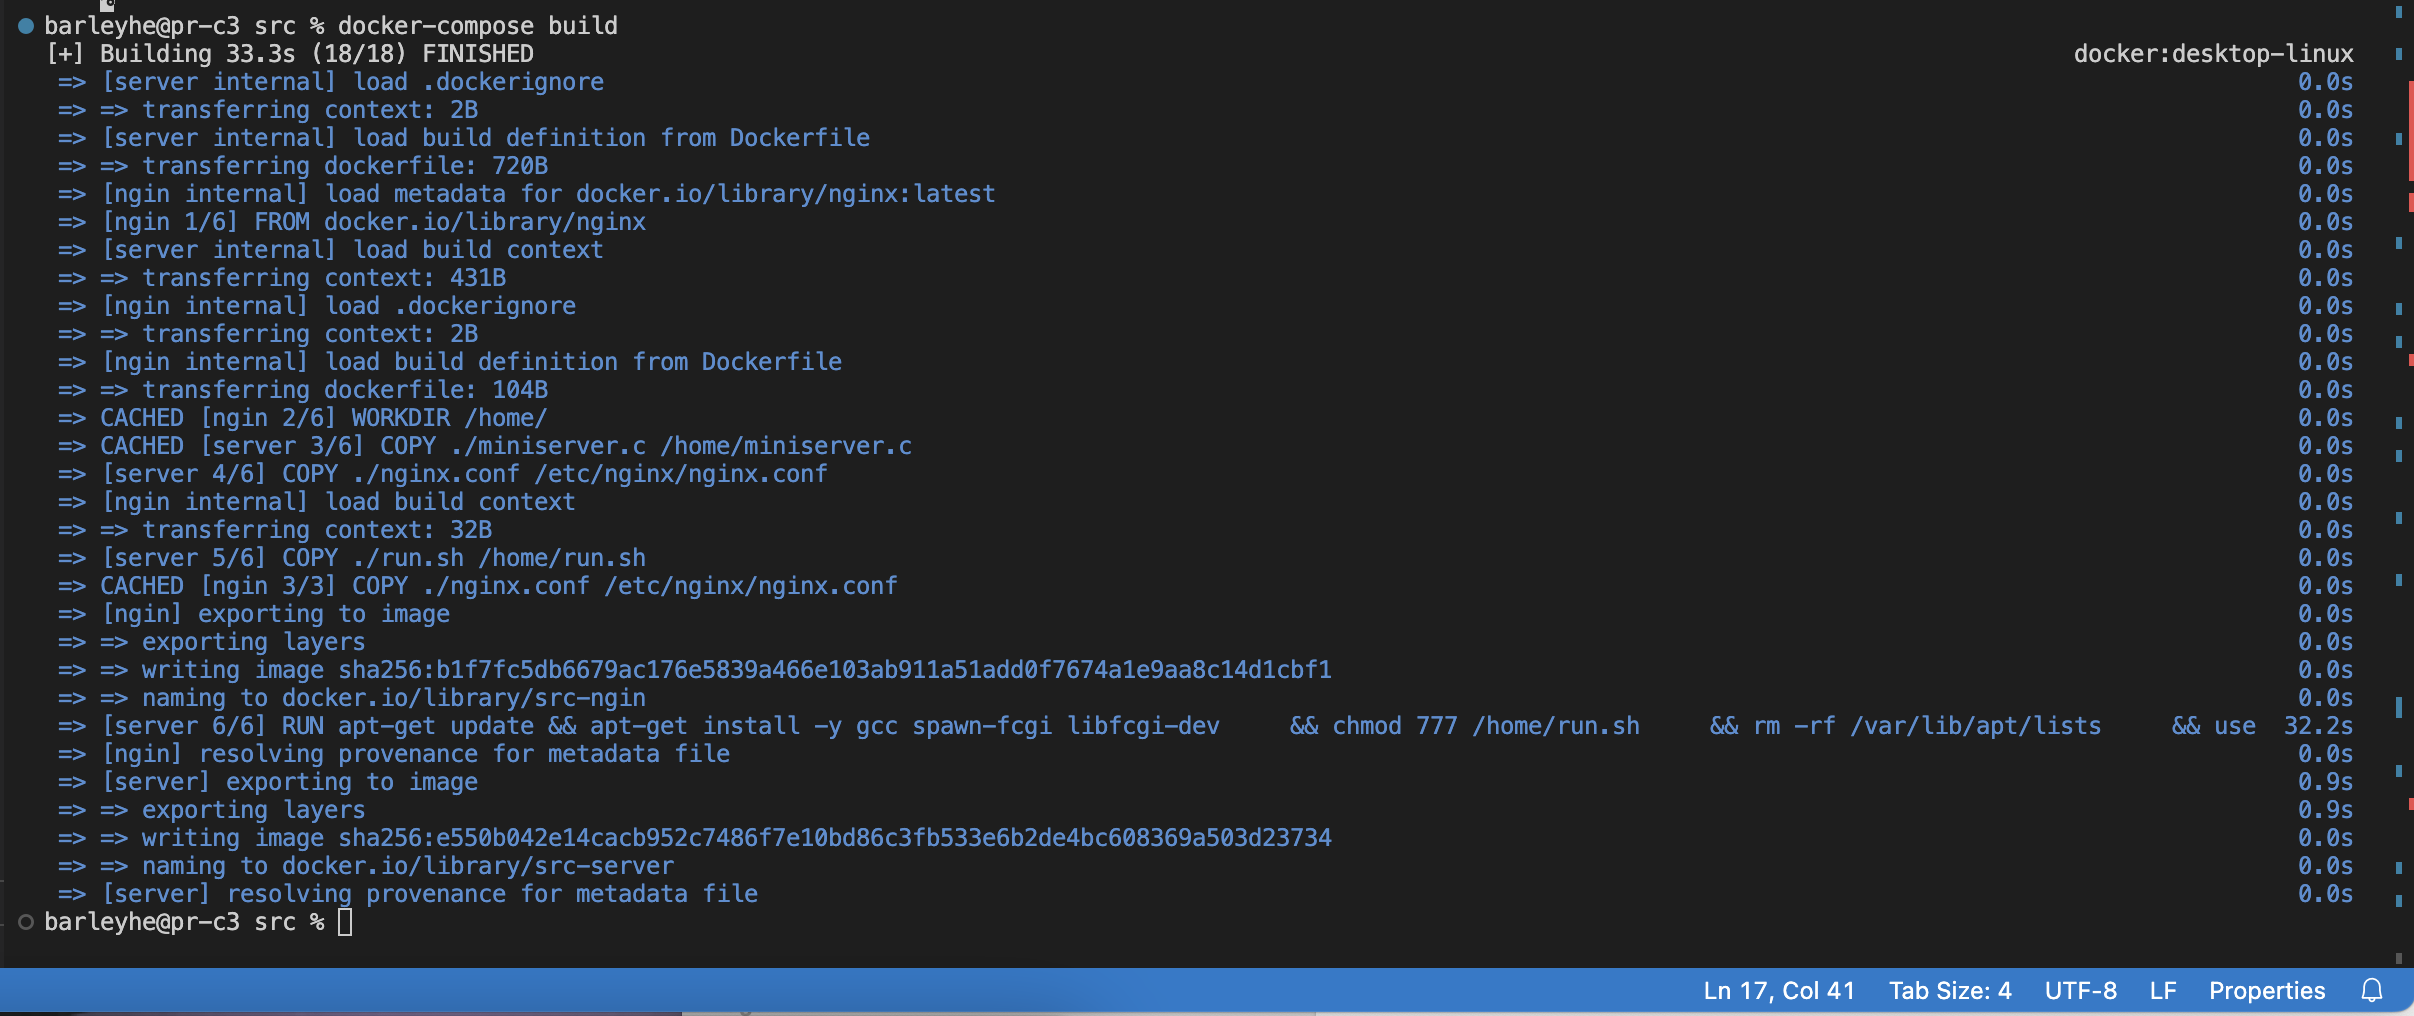 barleyhe@pr-c3 src % docker-compose build
[+] Building 33.3s (18/18) FINISHED docker:desktop-linux
=> [server internal] load .dockerignore 0.0s
=> => transferring context: 2B 0.0s
=> [server internal] load build definition from Dockerfile 0.0s
=> => transferring dockerfile: 720B 0.0s
=> [ngin internal] load metadata for docker.io/library/nginx:latest 0.0s
=> [ngin 1/6] FROM docker.io/library/nginx 0.0s
=> [server internal] load build context 0.0s
=> => transferring context: 431B 0.0s
=> [ngin internal] load .dockerignore 0.0s
=> => transferring context: 2B 0.0s
=> [ngin internal] load build definition from Dockerfile 0.0s
=> => transferring dockerfile: 104B 0.0s
=> CACHED [ngin 2/6] WORKDIR /home/ 0.0s
=> CACHED [server 3/6] COPY ./miniserver.c /home/miniserver.c 0.0s
=> [server 4/6] COPY ./nginx.conf /etc/nginx/nginx.conf 0.0s
=> [ngin internal] load build context 0.0s
=> => transferring context: 32B 0.0s
=> [server 5/6] COPY ./run.sh /home/run.sh 0.0s
=> CACHED [ngin 3/3] COPY ./nginx.conf /etc/nginx/nginx.conf 0.0s
=> [ngin] exporting to image 0.0s
=> => exporting layers 0.0s
=> => writing image sha256:b1f7fc5db6679ac176e5839a466e103ab911a51add0f7674a1e9aa8c14d1cbf1 0.0s
=> => naming to docker.io/library/src-ngin 0.0s
=> [server 6/6] RUN apt-get update && apt-get install -y gcc spawn-fcgi libfcgi-dev && chmod 777 /home/run.sh && rm -rf /var/lib/apt/lists && use 32.2s
=> [ngin] resolving provenance for metadata file 0.0s
=> [server] exporting to image 0.9s
=> => exporting layers 0.9s
=> => writing image sha256:e550b042e14cacb952c7486f7e10bd86c3fb533e6b2de4bc608369a503d23734 0.0s
=> => naming to docker.io/library/src-server 0.0s
=> [server] resolving provenance for metadata file 0.0s
barleyhe@pr-c3 src %
Ln 17, Col 41 Tab Size: 4 UTF-8 LF Properties